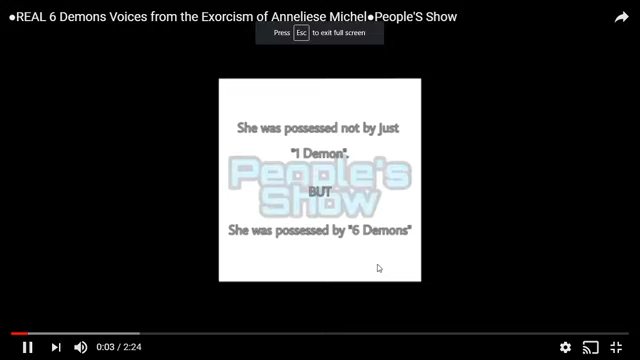 ●REAL 6 Demons Voices from the Exorcism of Anneliese Michel●People'S Show
Press Esc to exit full screen
She was possessed not by just
"1 Demon".
People's
BUT
Show
She was possessed by "6 Demons"
0:03 / 2:24